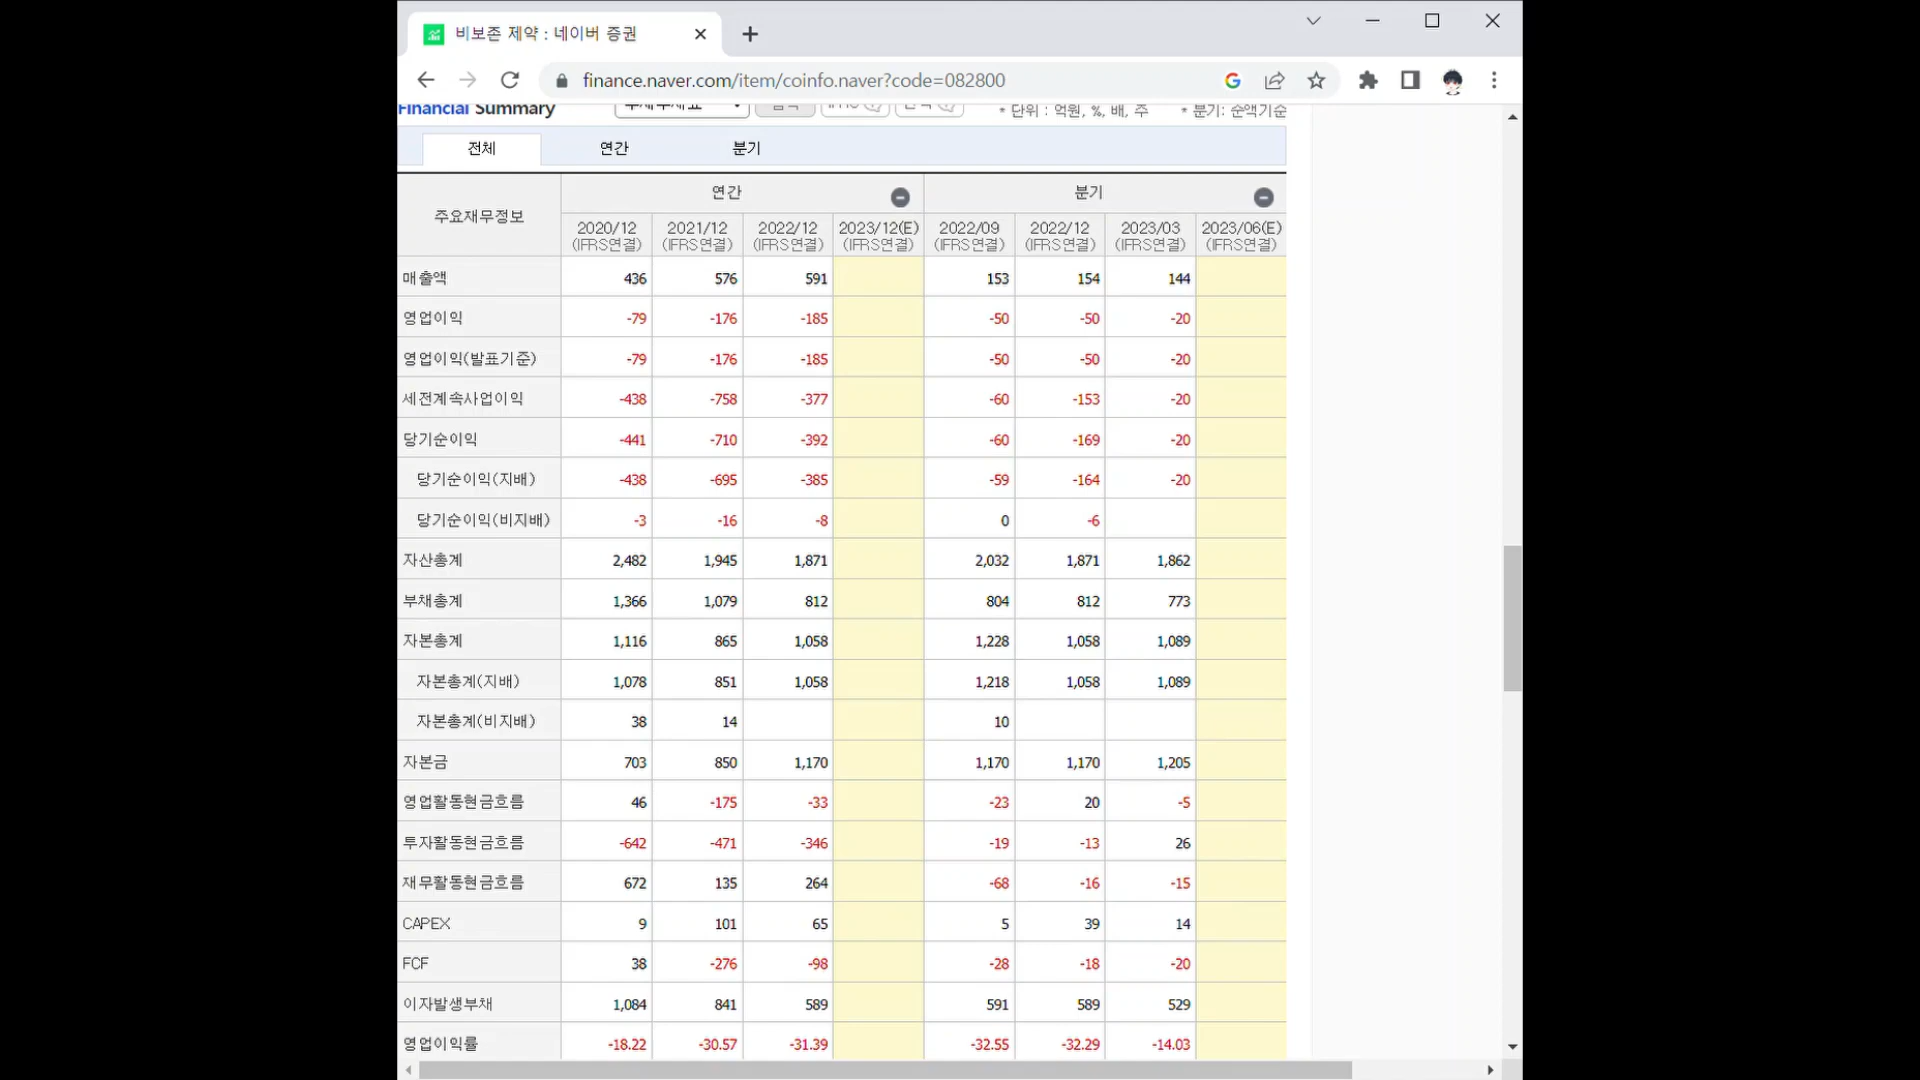 비보존 제약 : 네이버 증권
finance.naver.com/item/coinfo.naver?code=082800
Financial Summary * 단위 : 억원, %, 배, 주 * 분기: 순액기준
전체 연간 분기
주요재무정보 연간 분기
2020/12 2021/12 2022/12 2023/12(E) 2022/09 2022/12 2023/03 2023/06(E)
(IFRS연결) (IFRS연결) (IFRS연결) (IFRS연결) (IFRS연결) (IFRS연결) (IFRS연결) (IFRS연결)
매출액 436 576 591 153 154 144
영업이익 -79 -176 -185 -50 -50 -20
영업이익(발표기준) -79 -176 -185 -50 -50 -20
세전계속사업이익 -438 -758 -377 -60 -153 -20
당기순이익 -441 -710 -392 -60 -169 -20
당기순이익(지배) -438 -695 -385 -59 -164 -20
당기순이익(비지배) -3 -16 -8 0 -6
자산총계 2,482 1,945 1,871 2,032 1,871 1,862
부채총계 1,366 1,079 812 804 812 773
자본총계 1,116 865 1,058 1,228 1,058 1,089
자본총계(지배) 1,078 851 1,058 1,218 1,058 1,089
자본총계(비지배) 38 14 10
자본금 703 850 1,170 1,170 1,170 1,205
영업활동현금흐름 46 -175 -33 -23 20 -5
투자활동현금흐름 -642 -471 -346 -19 -13 26
재무활동현금흐름 672 135 264 -68 -16 -15
CAPEX 9 101 65 5 39 14
FCF 38 -276 -98 -28 -18 -20
이자발생부채 1,084 841 589 591 589 529
영업이익률 -18.22 -30.57 -31.39 -32.55 -32.29 -14.03